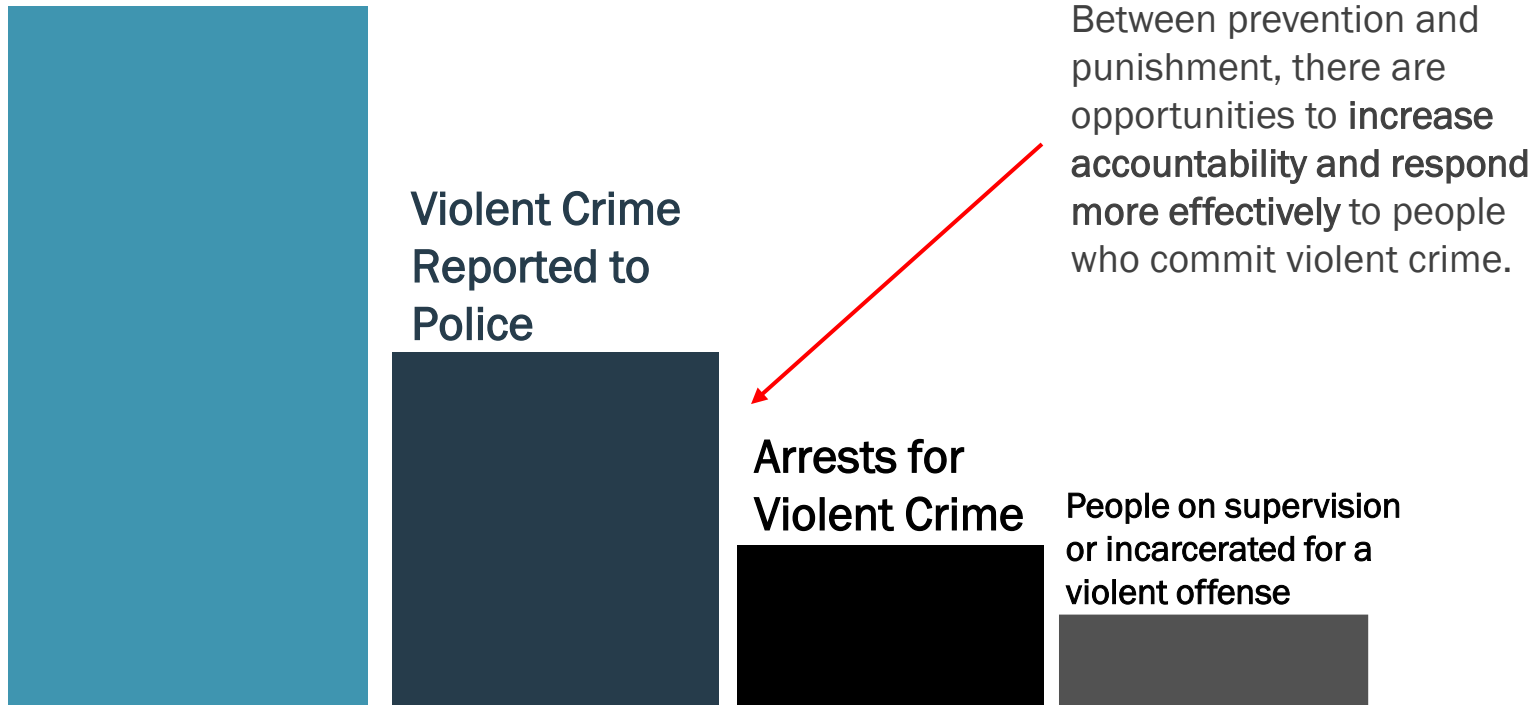 Between prevention and
punishment, there are
opportunities to increase
accountability and respond
more effectively to people
who commit violent crime.
Violent Crime
Reported to
Police
Arrests for
Violent Crime
People on supervision
or incarcerated for a
violent offense